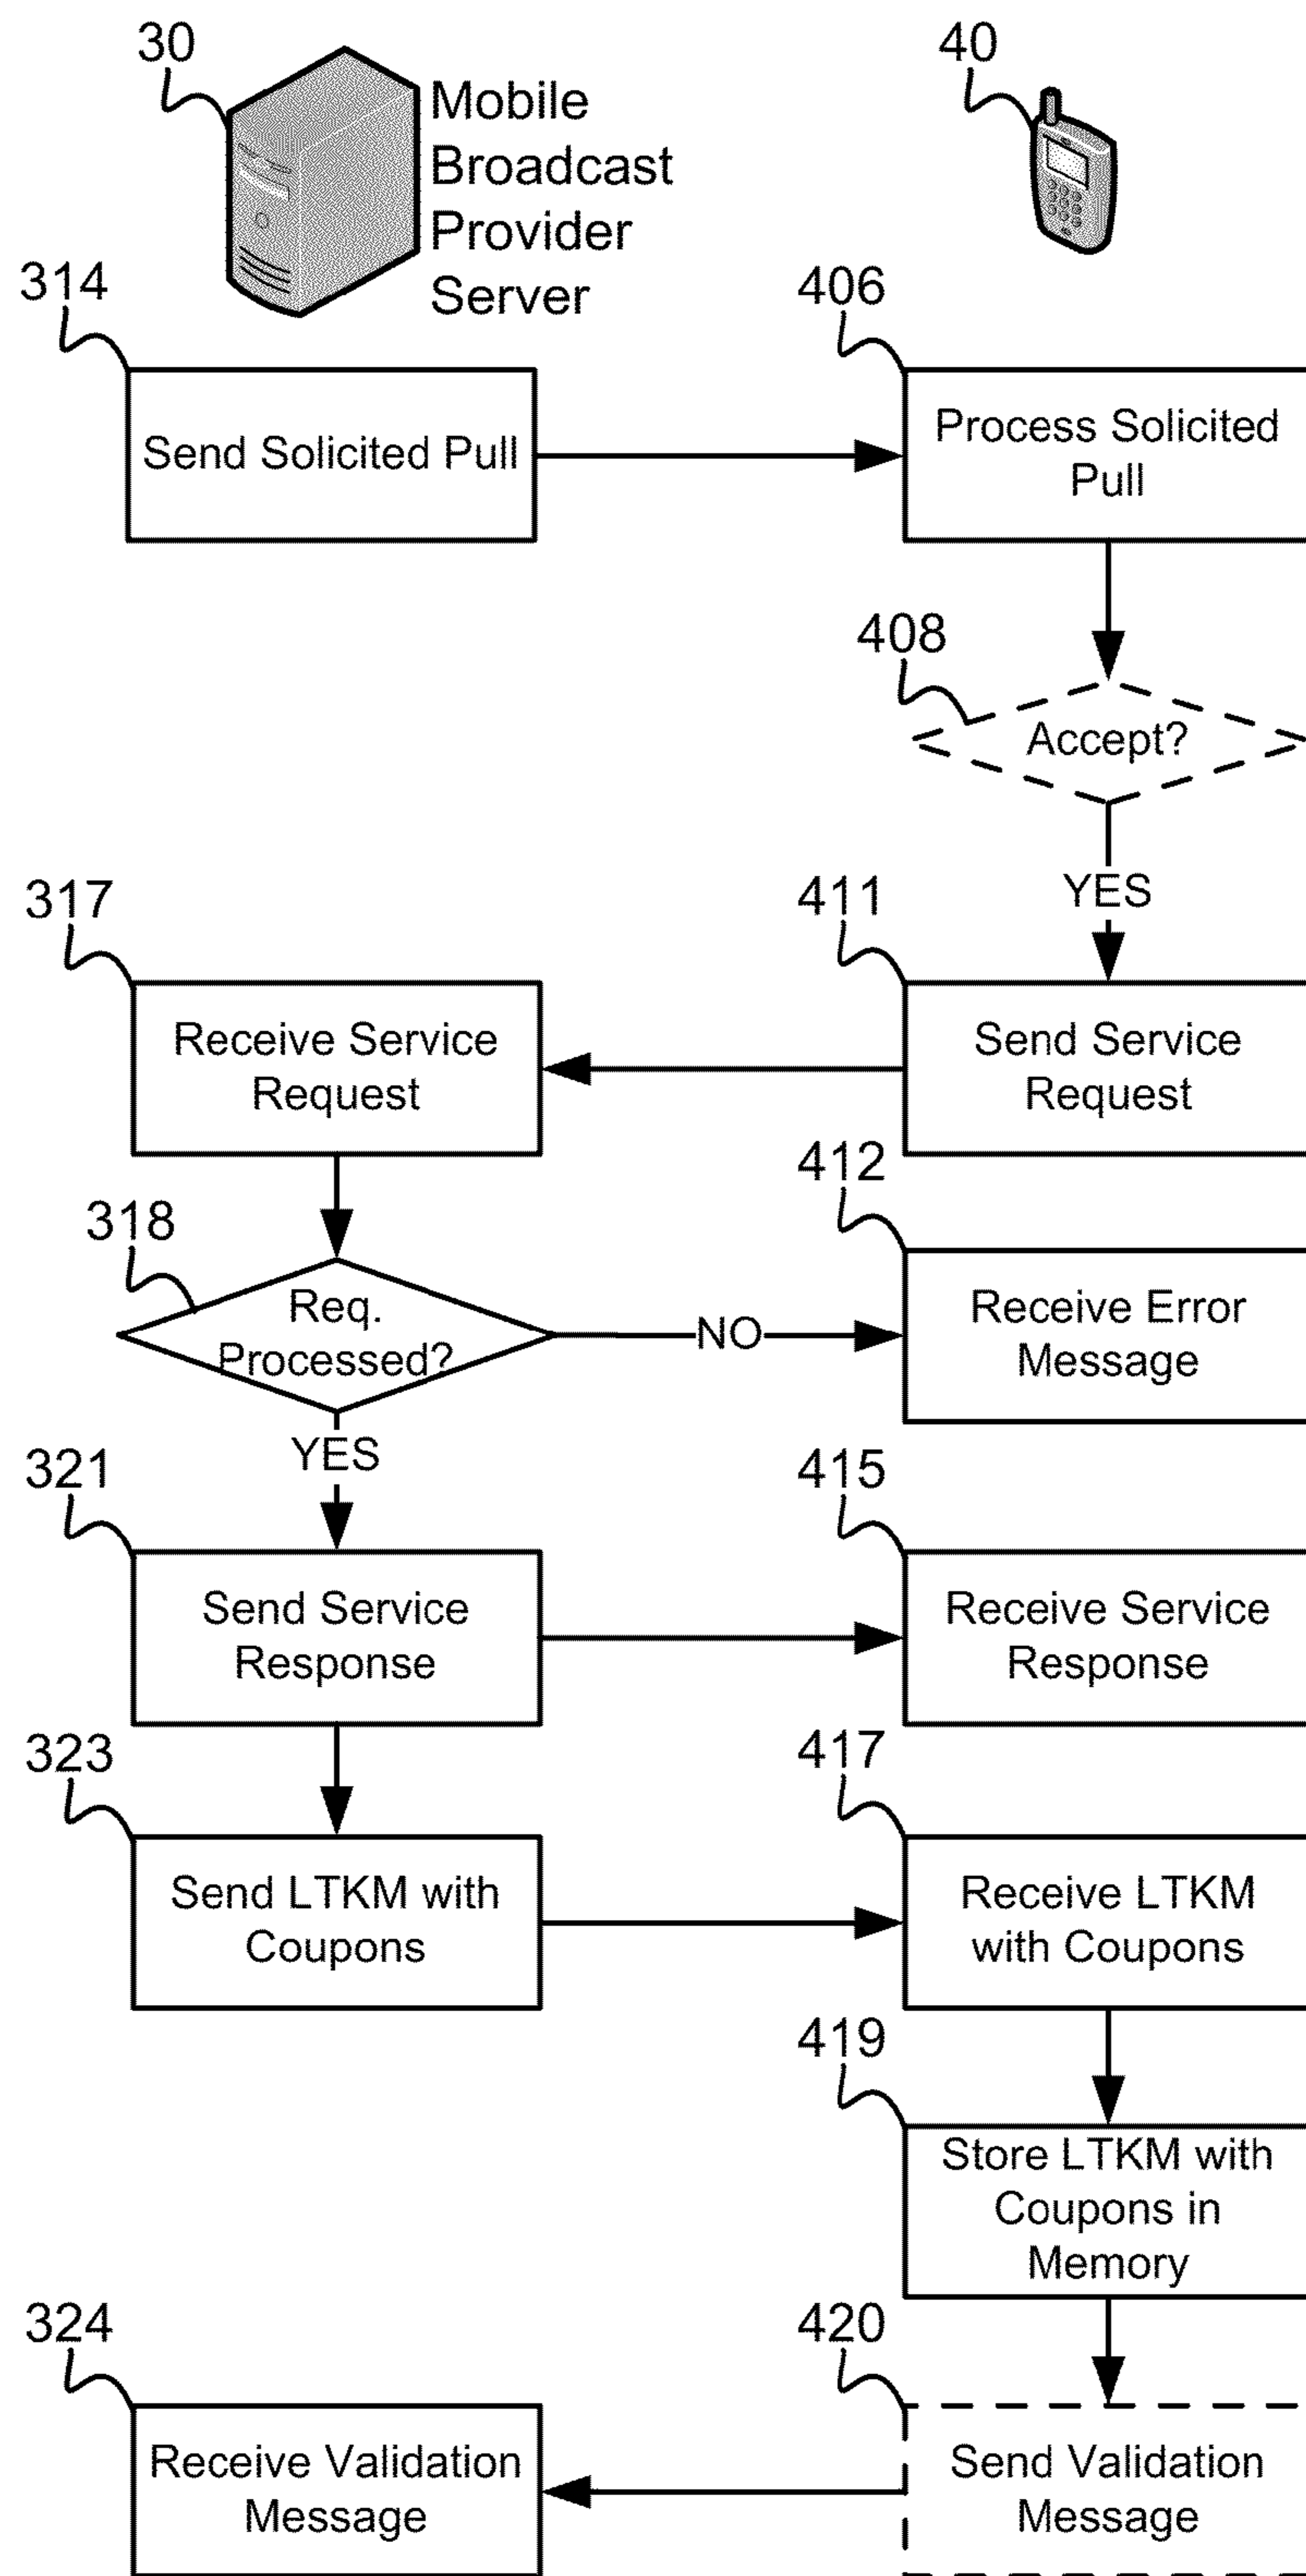 30
40
Mobile
Broadcast
Provider
Server
314
406
Send Solicited Pull
Process Solicited
Pull
408
Accept?
YES
317
411
Receive Service
Request
Send Service
Request
412
318
Req.
Processed?
NO
Receive Error
Message
YES
321
415
Send Service
Response
Receive Service
Response
323
417
Send LTKM with
Coupons
Receive LTKM
with Coupons
419
Store LTKM with
Coupons in
Memory
324
420
Receive Validation
Message
Send Validation
Message